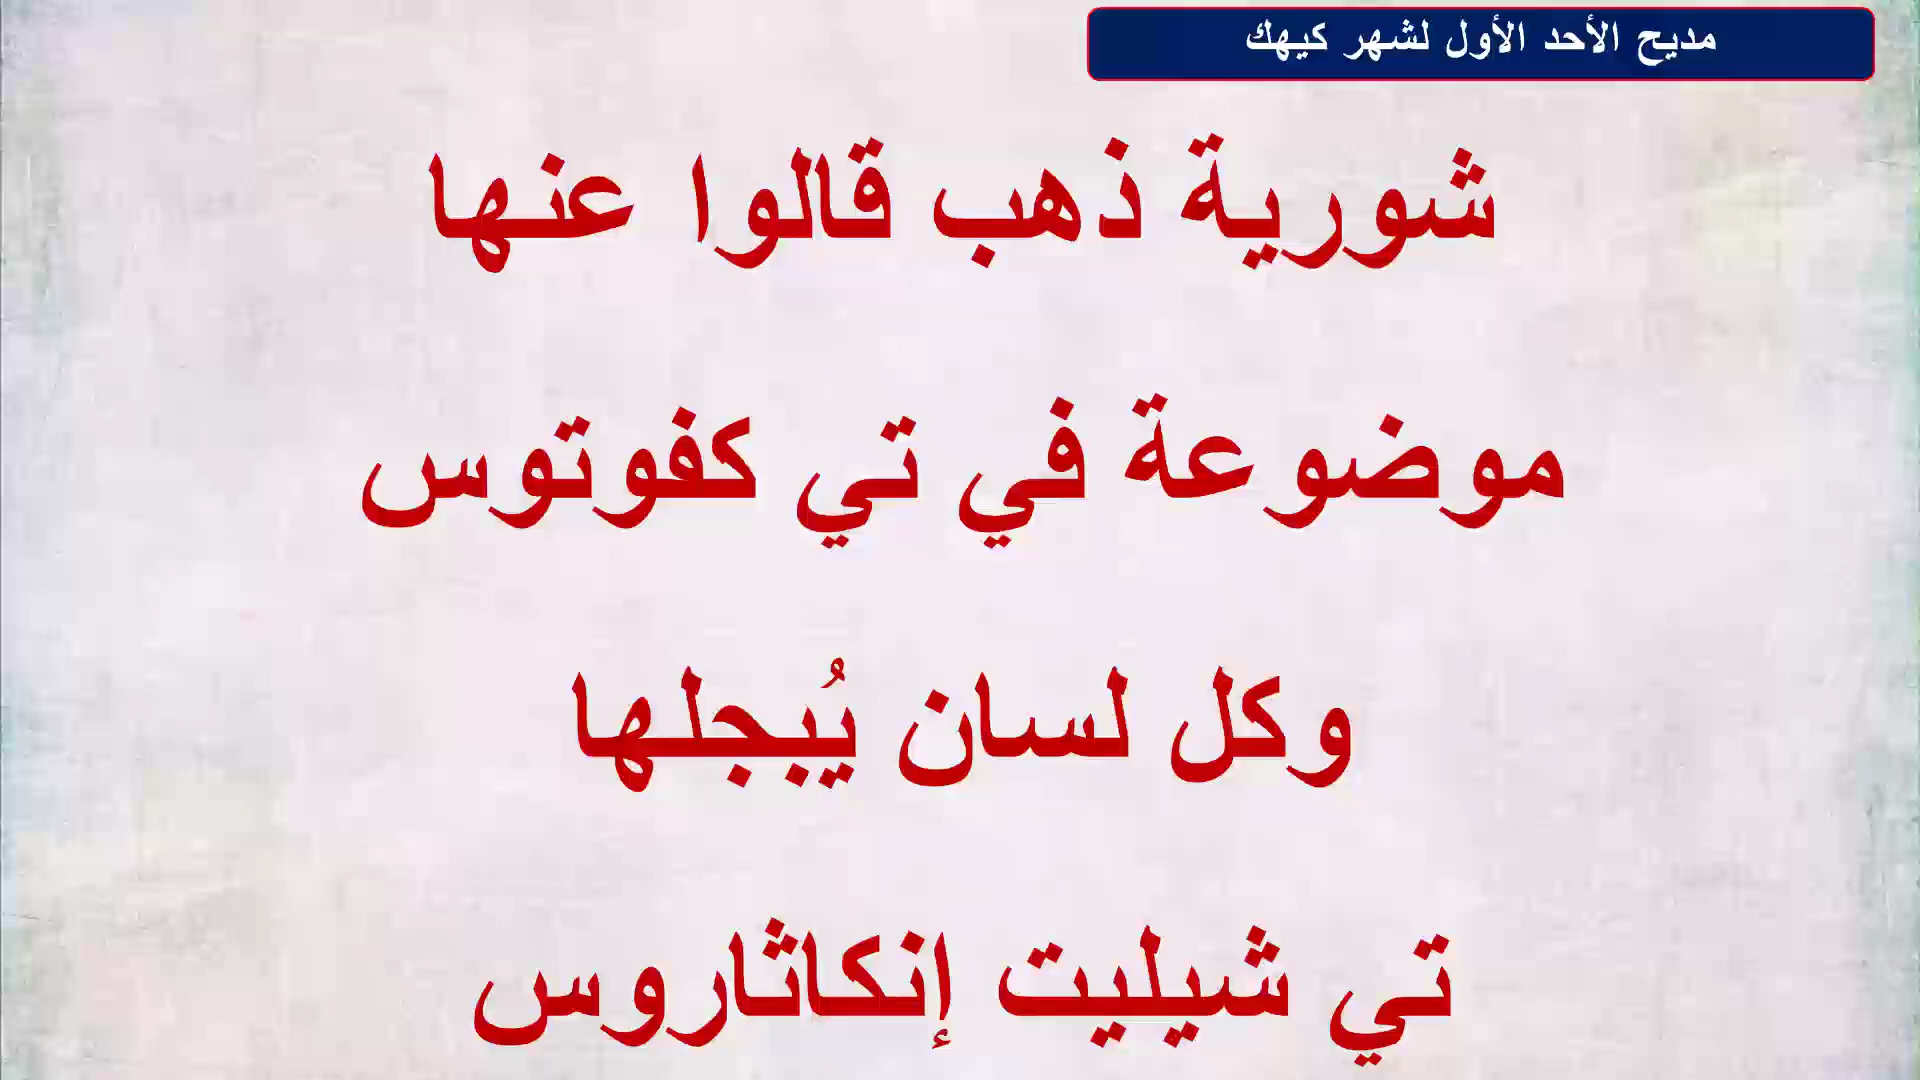 مديح الأحد الأول لشهر كيهك
شورية ذهب قالوا عنها
موضوعة في تي كفوتوس
وكل لسان يُبجلها
تي شيليت إنكاثاروس